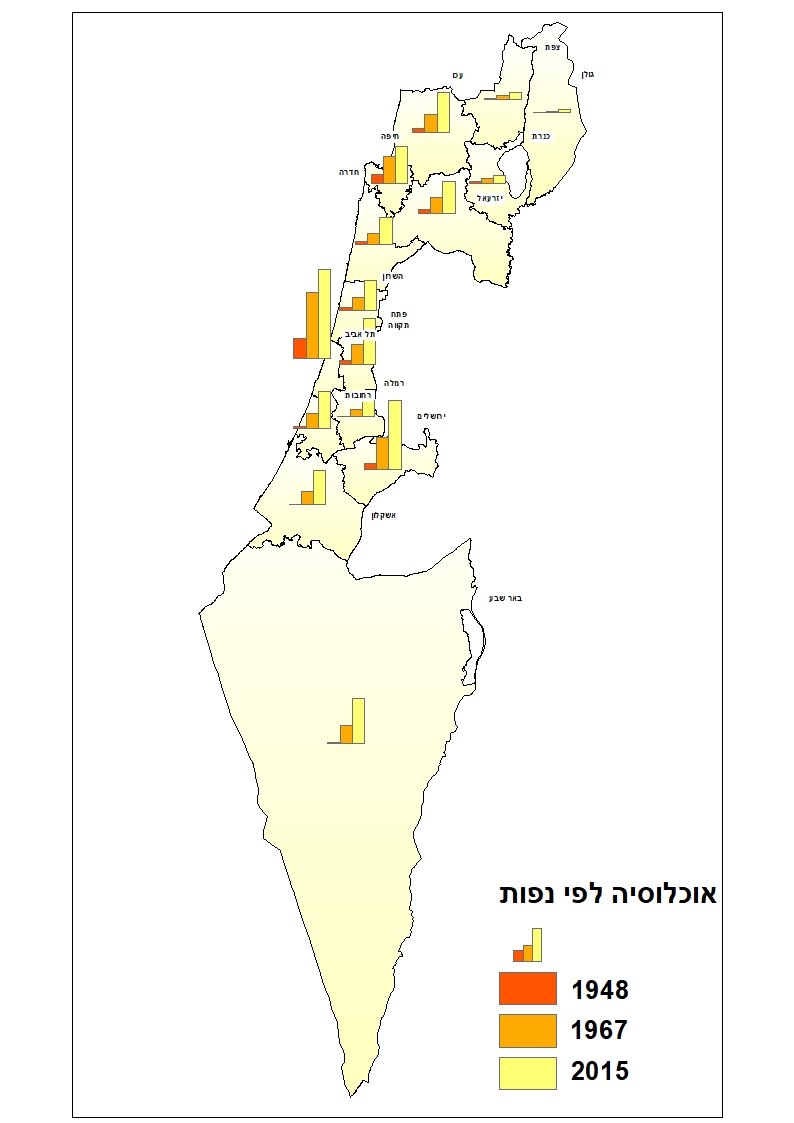 צפת
גולן
עכו
כנרת
חיפה
חדרה
יזרעאל
השרון
פתח
תקווה
תל אביב
רמלה
רחובות
ירושלים
אשקלון
באר שבע
אוכלוסיה לפי נפות
1948
1967
2015